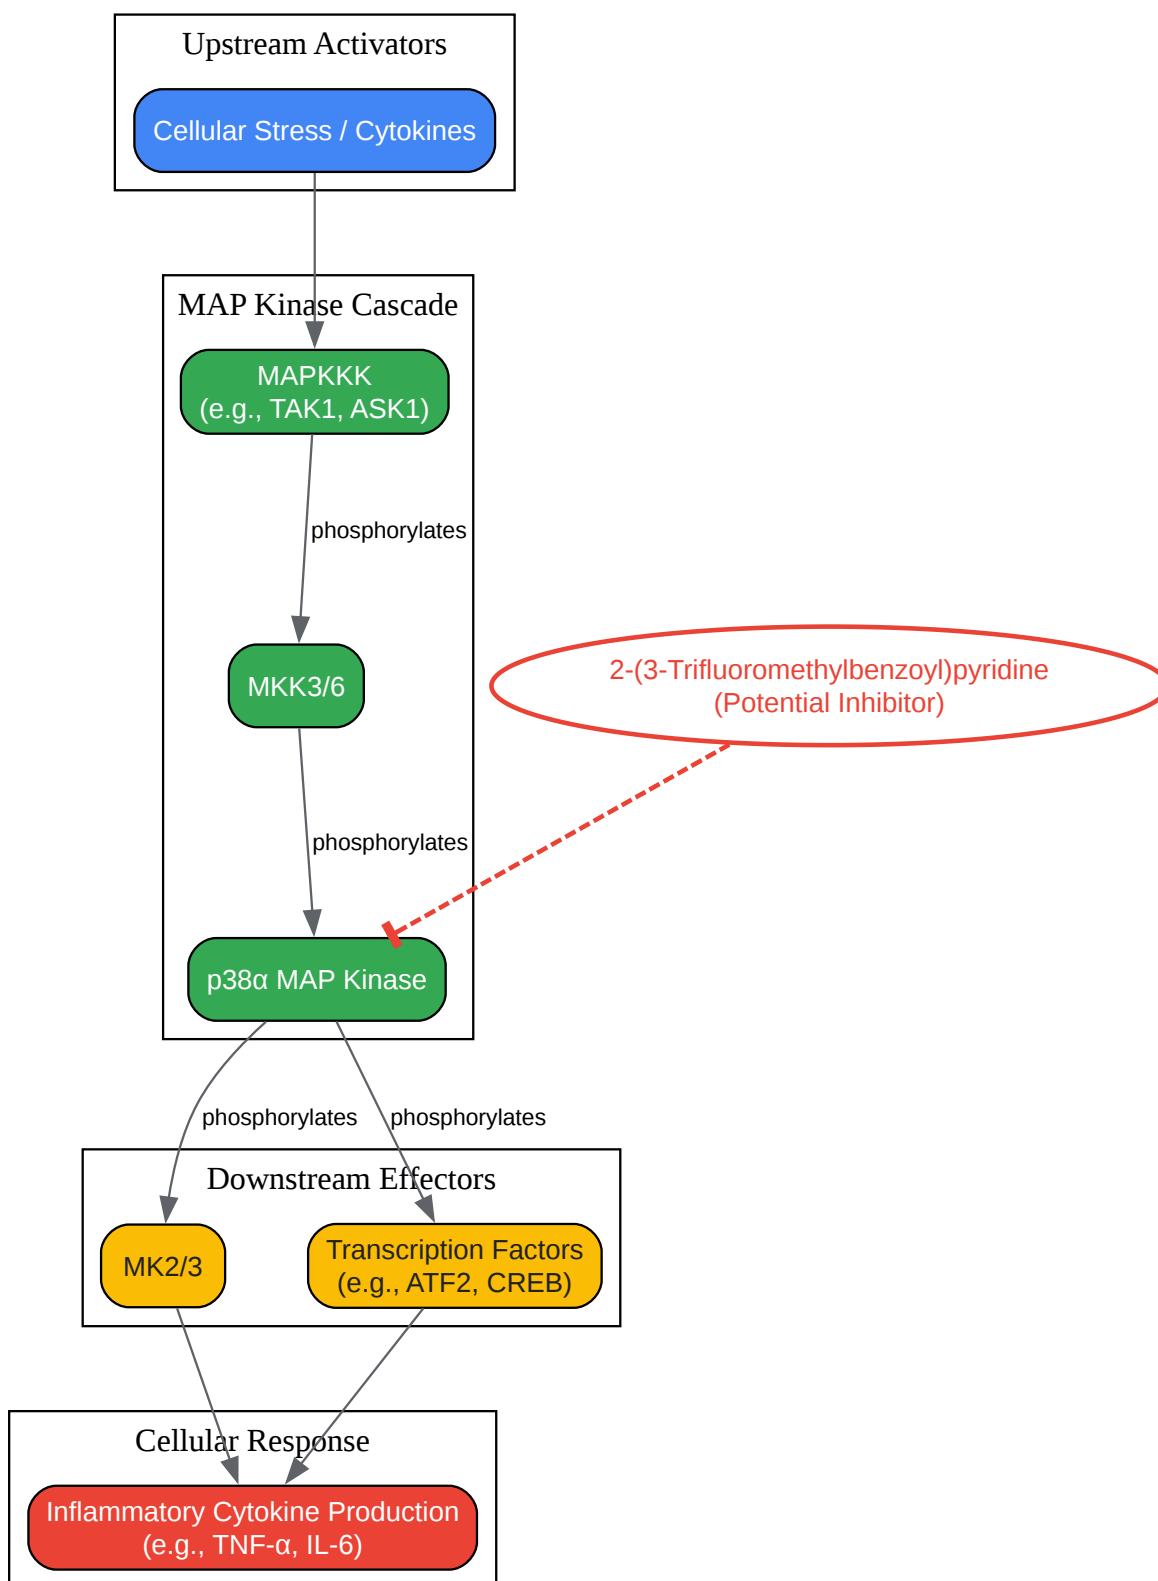 Upstream Activators
Cellular Stress / Cytokines
MAP Kinase Cascade
MAPKKK
(e.g., TAK1, ASK1)
phosphorylates
MKK3/6
2-(3-Trifluoromethylbenzoyl)pyridine
(Potential Inhibitor)
phosphorylates
p38α MAP Kinase
phosphorylates
phosphorylates
Downstream Effectors
MK2/3
Transcription Factors
(e.g., ATF2, CREB)
Cellular Response
Inflammatory Cytokine Production
(e.g., TNF-α, IL-6)